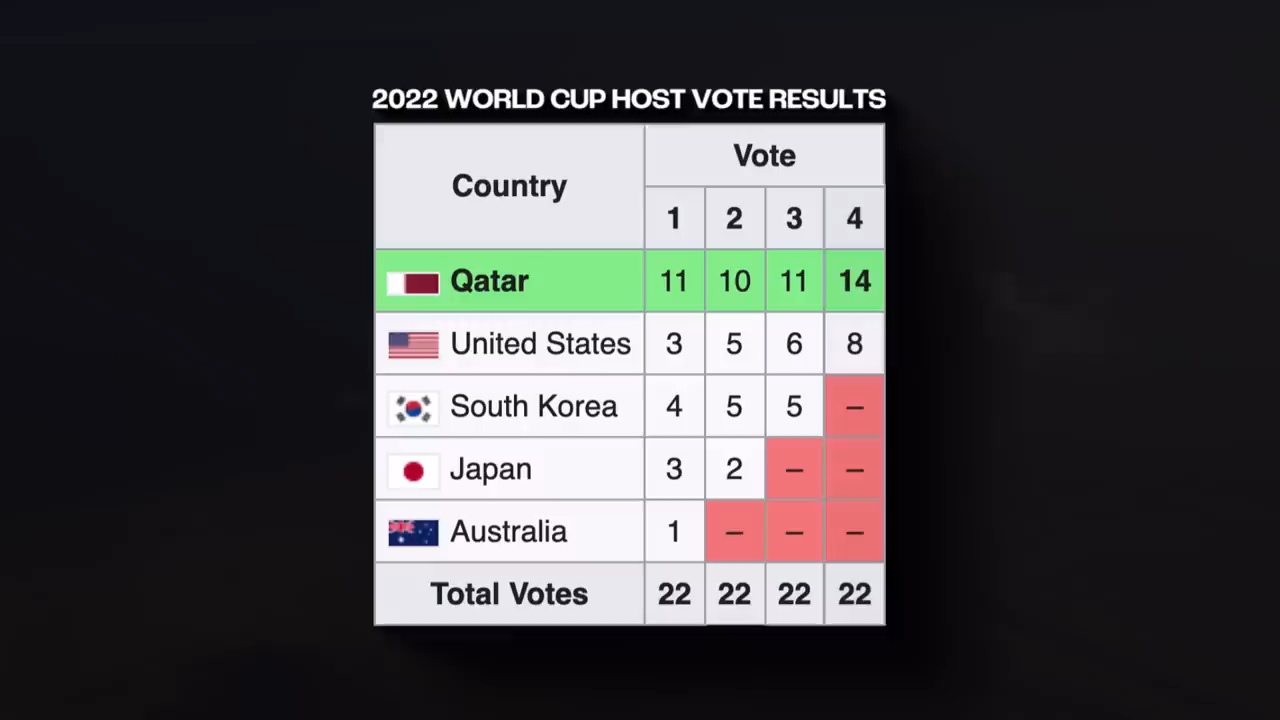 2022 WORLD CUP HOST VOTE RESULTS
Country Vote
1 2 3 4
Qatar 11 10 11 14
United States 3 5 6 8
South Korea 4 5 5 –
Japan 3 2 – –
Australia 1 – – –
Total Votes 22 22 22 22